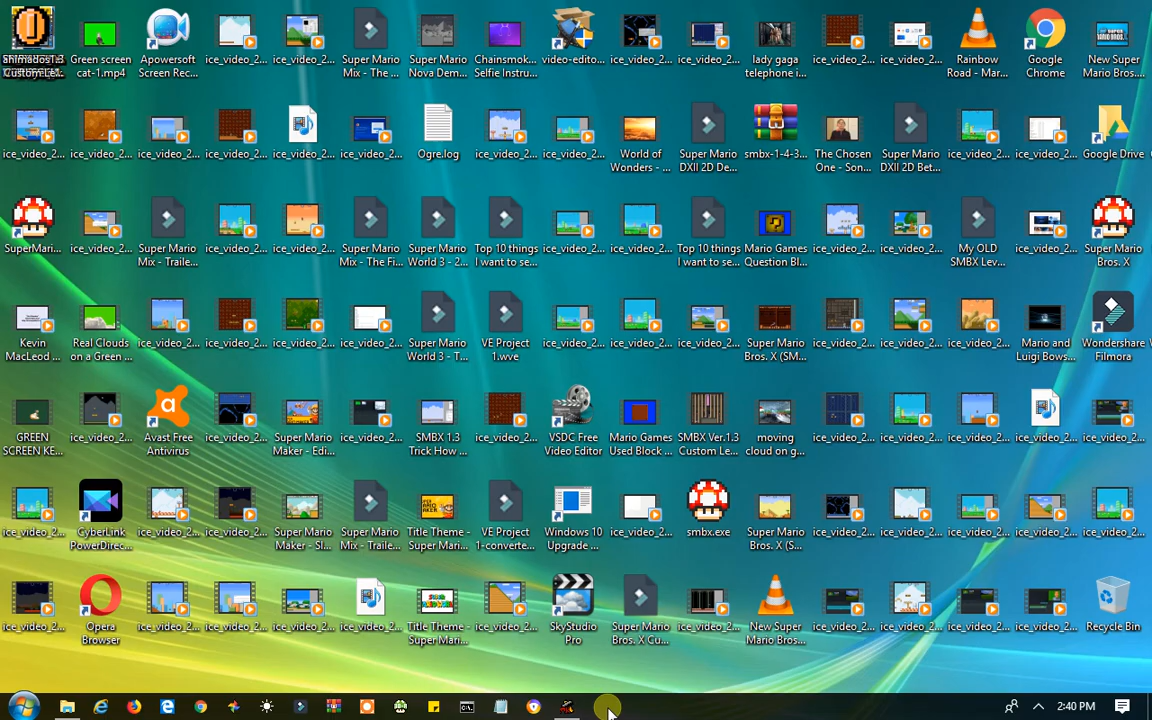 Green screen
cat-1.mp4
Apowersoft
Screen Rec...
ice_video_2...
ice_video_2...
Super Mario
Mix - The ...
Super Mario
Nova Dem...
Chainsmok...
Selfie Instru...
video-edito...
ice_video_2...
ice_video_2...
lady gaga
telephone i...
ice_video_2...
ice_video_2...
Rainbow
Road - Mar...
Google
Chrome
New Super
Mario Bros....
ice_video_2...
ice_video_2...
ice_video_2...
ice_video_2...
ice_video_2...
ice_video_2...
Ogre.log
ice_video_2...
ice_video_2...
World of
Wonders - ...
Super Mario
DXII 2D De...
smbx-1-4-3...
The Chosen
One - Son...
Super Mario
DXII 2D Bet...
ice_video_2...
ice_video_2...
Google Drive
SuperMari...
ice_video_2...
Super Mario
Mix - Traile...
ice_video_2...
ice_video_2...
Super Mario
Mix - The Fi...
Super Mario
World 3 - 2...
Top 10 things
I want to se...
ice_video_2...
ice_video_2...
Top 10 things
I want to se...
Mario Games
Question Bl...
ice_video_2...
ice_video_2...
My OLD
SMBX Lev...
ice_video_2...
Super Mario
Bros. X
Kevin
MacLeod ...
Real Clouds
on a Green ...
ice_video_2...
ice_video_2...
ice_video_2...
ice_video_2...
Super Mario
World 3 - T...
VE Project
1.wve
ice_video_2...
ice_video_2...
ice_video_2...
Super Mario
Bros. X (SM...
ice_video_2...
ice_video_2...
ice_video_2...
Mario and
Luigi Bows...
Wondershare
Filmora
GREEN
SCREEN KE...
ice_video_2...
Avast Free
Antivirus
ice_video_2...
Super Mario
Maker - Edi...
ice_video_2...
SMBX 1.3
Trick How ...
ice_video_2...
VSDC Free
Video Editor
Mario Games
Used Block ...
SMBX Ver.1.3
Custom Le...
moving
cloud on g...
ice_video_2...
ice_video_2...
ice_video_2...
ice_video_2...
ice_video_2...
ice_video_2...
CyberLink
PowerDirec...
ice_video_2...
ice_video_2...
Super Mario
Maker - Sl...
Super Mario
Mix - Traile...
Title Theme -
Super Mari...
VE Project
1-converte...
Windows 10
Upgrade ...
ice_video_2...
smbx.exe
Super Mario
Bros. X (S...
ice_video_2...
ice_video_2...
ice_video_2...
ice_video_2...
ice_video_2...
ice_video_2...
Opera
Browser
ice_video_2...
ice_video_2...
ice_video_2...
ice_video_2...
Title Theme -
Super Mari...
ice_video_2...
SkyStudio
Pro
Super Mario
Bros. X Cu...
ice_video_2...
New Super
Mario Bros...
ice_video_2...
ice_video_2...
ice_video_2...
ice_video_2...
Recycle Bin
2:40 PM